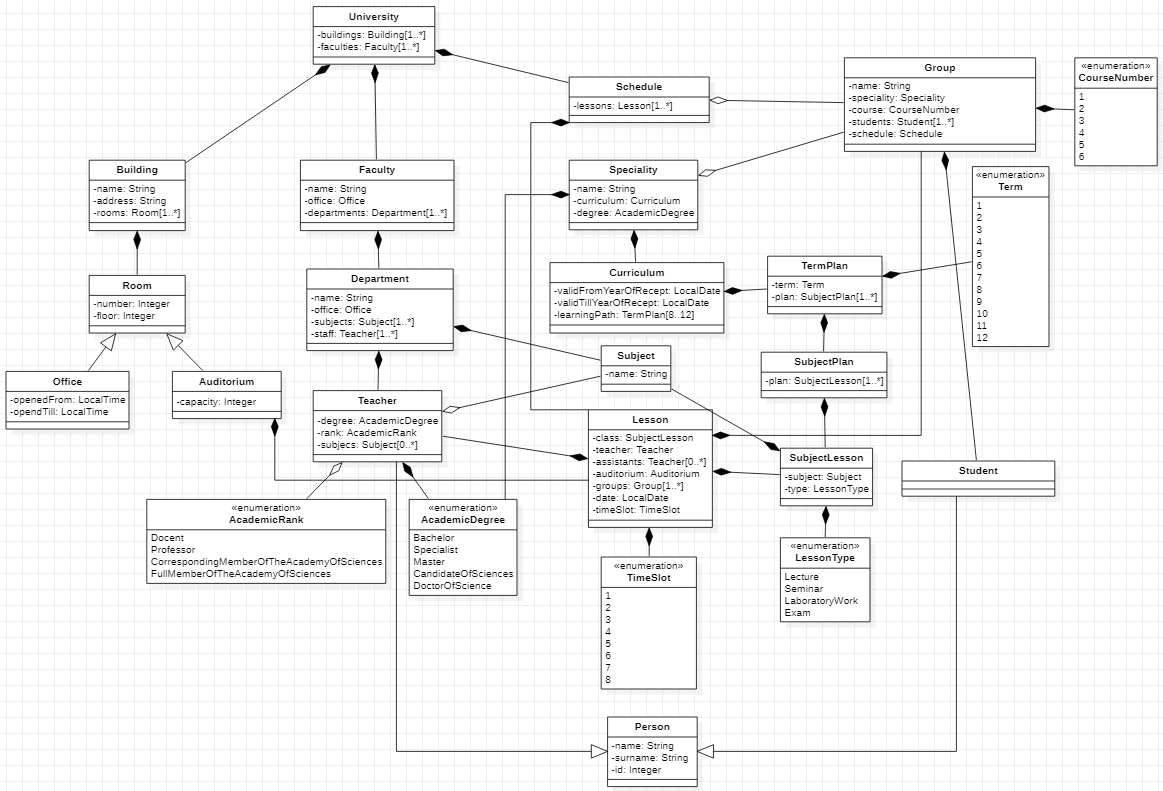 University
-buildings: Building[1..*]
-faculties: Faculty[1..*]
Schedule
-lessons: Lesson[1..*]
Group
-name: String
-speciality: Speciality
-course: CourseNumber
-students: Student[1..*]
-schedule: Schedule
«enumeration»
CourseNumber
1
2
3
4
5
6
Building
-name: String
-address: String
-rooms: Room[1..*]
Faculty
-name: String
-office: Office
-departments: Department[1..*]
Speciality
-name: String
-curriculum: Curriculum
-degree: AcademicDegree
«enumeration»
Term
1
2
3
4
5
6
7
8
9
10
11
12
Room
-number: Integer
-floor: Integer
Department
-name: String
-office: Office
-subjects: Subject[1..*]
-staff: Teacher[1..*]
Curriculum
-validFromYearOfRecept: LocalDate
-validTillYearOfRecept: LocalDate
-learningPath: TermPlan[8..12]
TermPlan
-term: Term
-plan: SubjectPlan[1..*]
Office
-openedFrom: LocalTime
-opendTill: LocalTime
Auditorium
-capacity: Integer
Teacher
-degree: AcademicDegree
-rank: AcademicRank
-subjecs: Subject[0..*]
Subject
-name: String
SubjectPlan
-plan: SubjectLesson[1..*]
Lesson
-class: SubjectLesson
-teacher: Teacher
-assistants: Teacher[0..*]
-auditorium: Auditorium
-groups: Group[1..*]
-date: LocalDate
-timeSlot: TimeSlot
SubjectLesson
-subject: Subject
-type: LessonType
Student
«enumeration»
AcademicRank
Docent
Professor
CorrespondingMemberOfTheAcademyOfSciences
FullMemberOfTheAcademyOfSciences
«enumeration»
AcademicDegree
Bachelor
Specialist
Master
CandidateOfSciences
DoctorOfScience
«enumeration»
TimeSlot
1
2
3
4
5
6
7
8
«enumeration»
LessonType
Lecture
Seminar
LaboratoryWork
Exam
Person
-name: String
-surname: String
-id: Integer